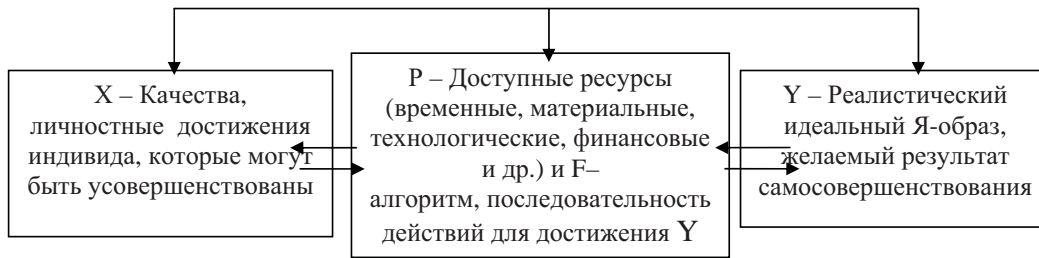 X – Качества,
личностные достижения
индивида, которые могут
быть усовершенствованы
P – Доступные ресурсы
(временные, материальные,
технологические, финансовые
и др.) и F–
алгоритм, последовательность
действий для достижения Y
Y – Реалистический
идеальный Я-образ,
желаемый результат
самосовершенствования